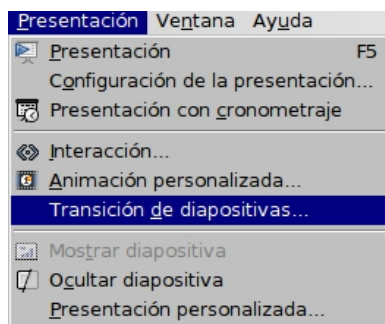 Presentación Ventana Ayuda
Presentación F5
Configuración de la presentación...
Presentación con cronometraje
Interacción...
Animación personalizada...
Transición de diapositivas...
Mostrar diapositiva
Ocultar diapositiva
Presentación personalizada...